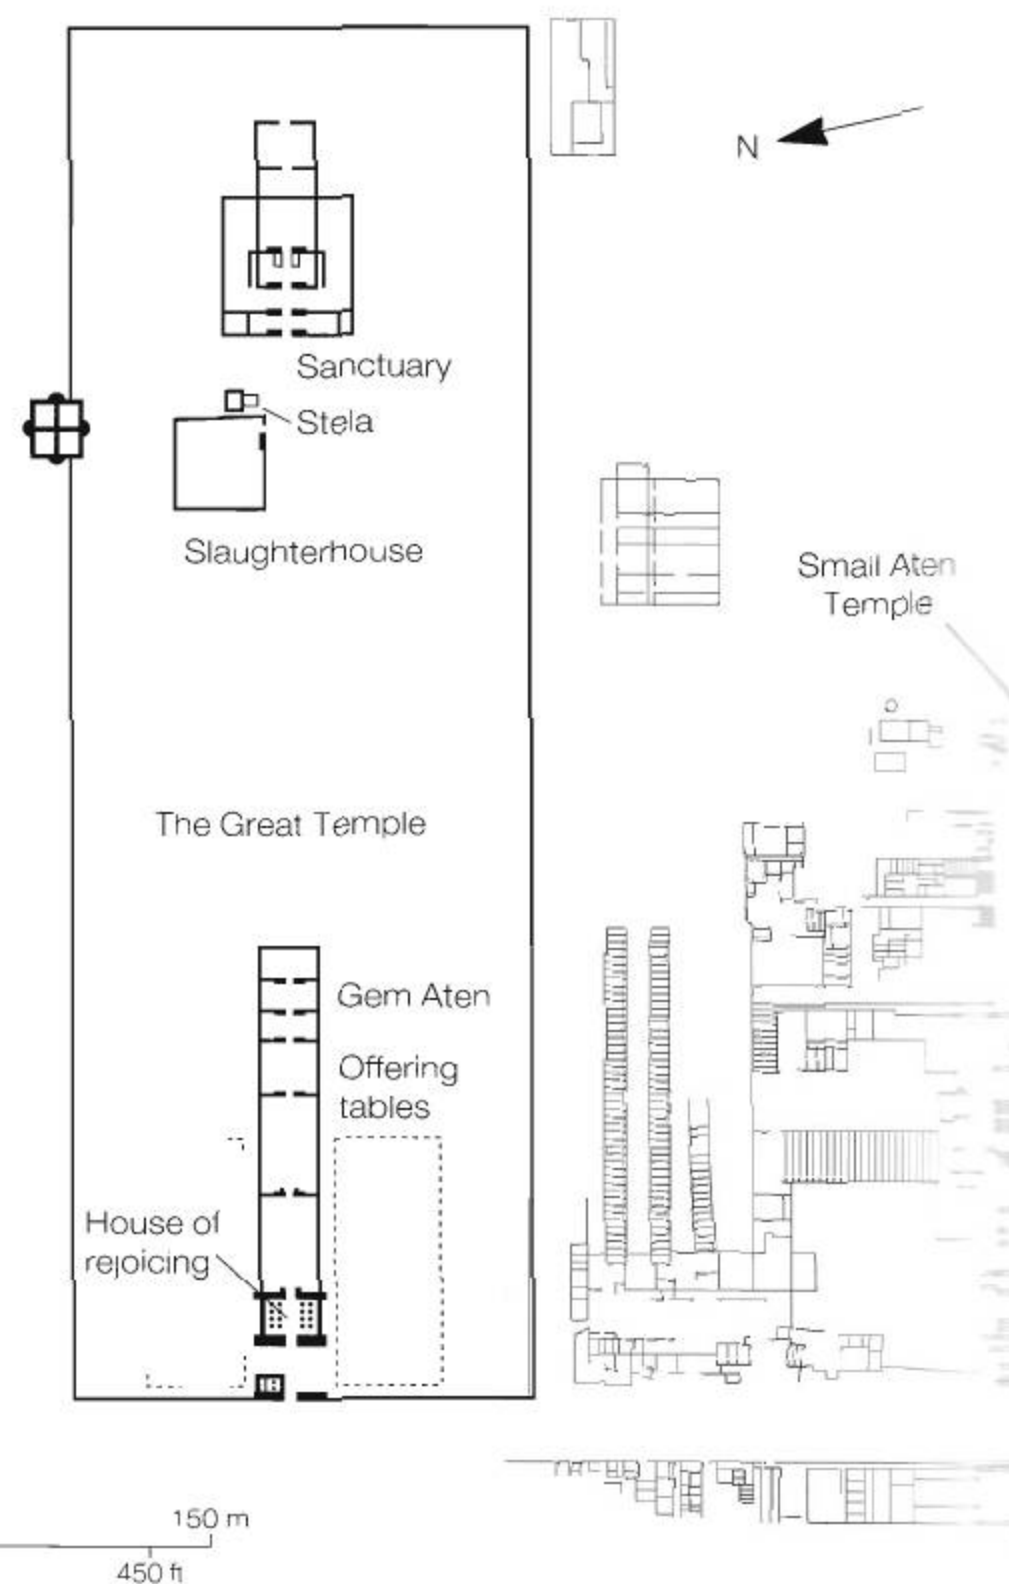 N
Sanctuary
Stela
Slaughterhouse
Small Aten
Temple
The Great Temple
Gem Aten
Offering
tables
House of
rejoicing
150 m
450 ft